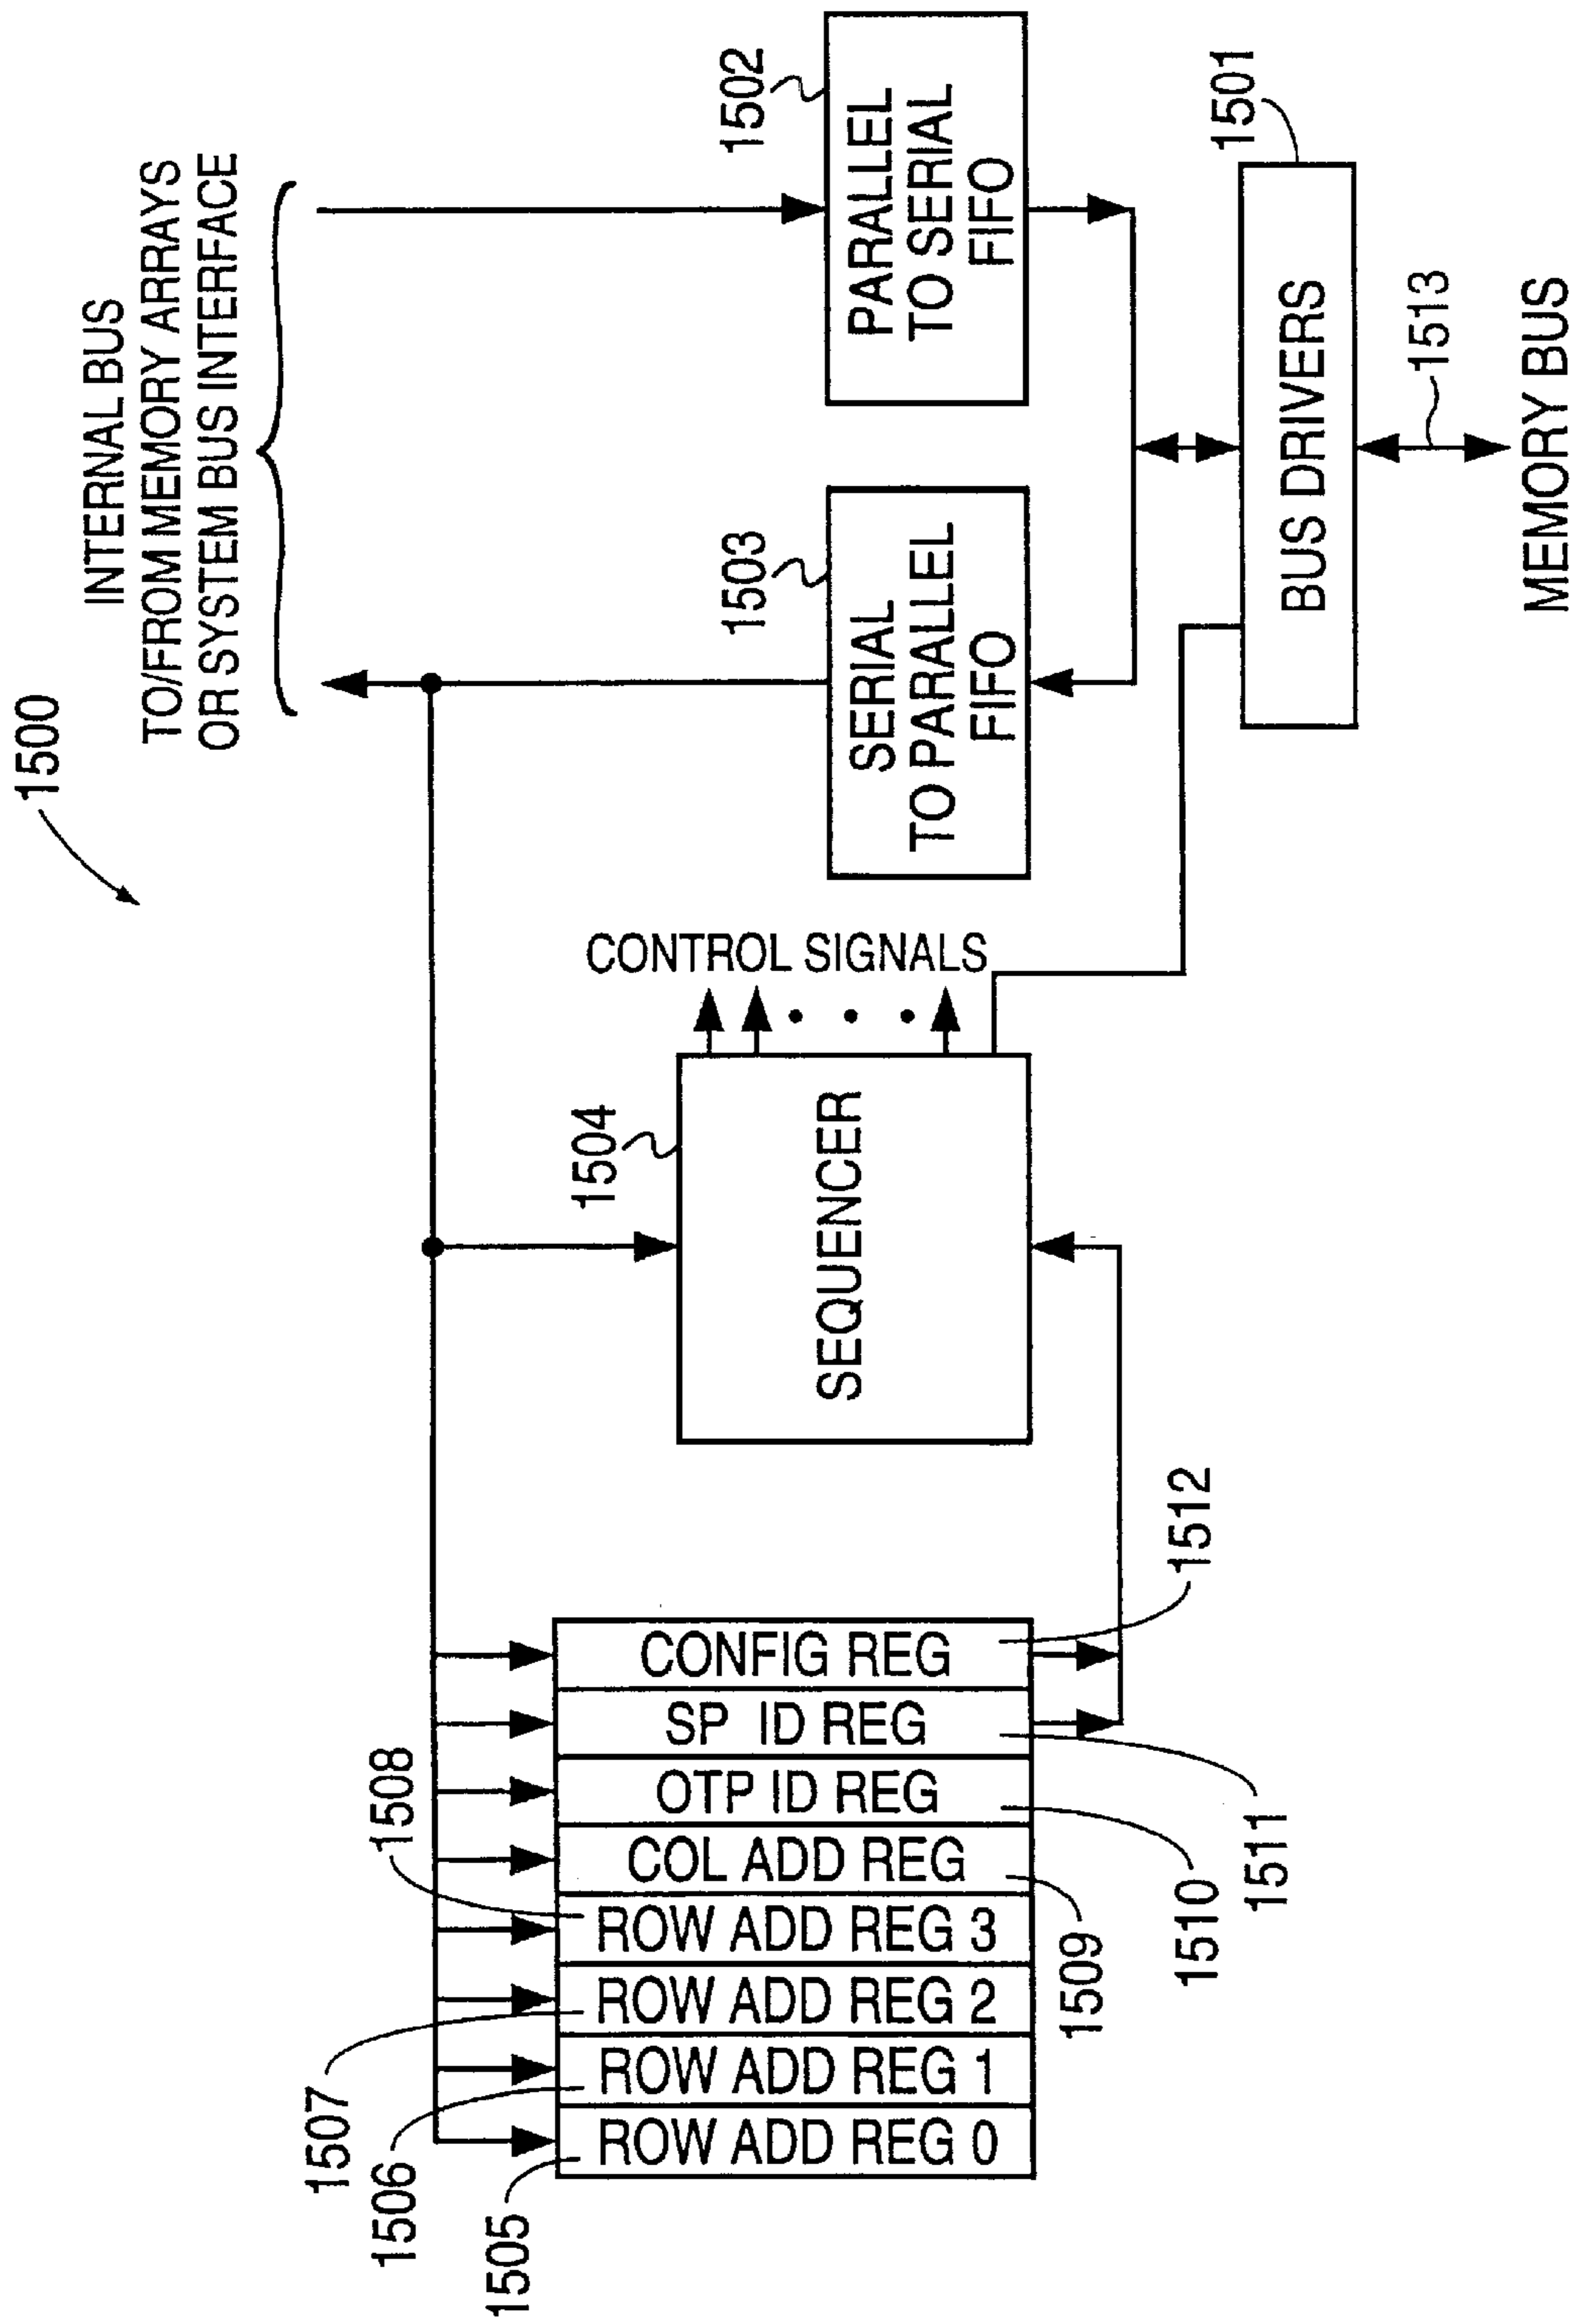 1500
INTERNAL BUS
TO/FROM MEMORY ARRAYS
OR SYSTEM BUS INTERFACE
1508
1507
1506
1505
ROW ADD REG 0
ROW ADD REG 1
ROW ADD REG 2
ROW ADD REG 3
COL ADD REG
OTP ID REG
SP ID REG
CONFIG REG
1509
1510
1511
1512
1504
SEQUENCER
CONTROL SIGNALS
1503
SERIAL
TO PARALLEL
FIFO
1502
PARALLEL
TO SERIAL
FIFO
1501
BUS DRIVERS
1513
MEMORY BUS